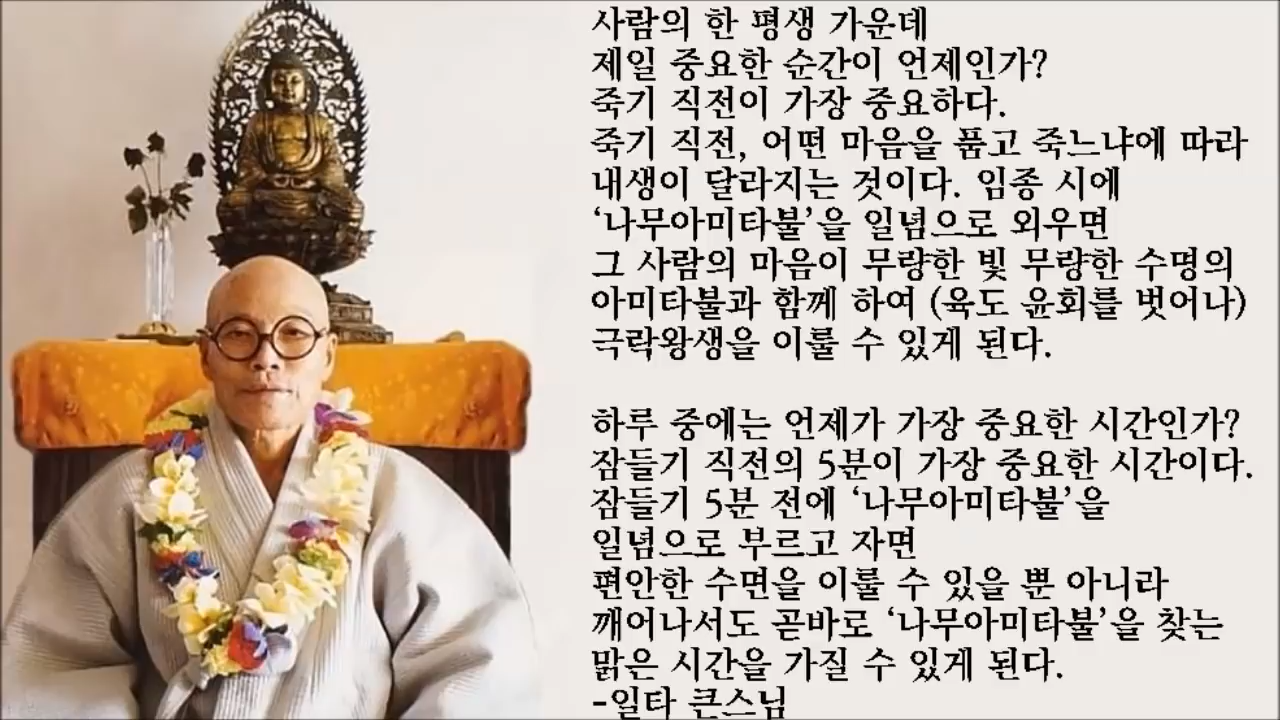 사람의 한 평생 가운데
제일 중요한 순간이 언제인가?
죽기 직전이 가장 중요하다.
죽기 직전, 어떤 마음을 품고 죽느냐에 따라
내생이 달라지는 것이다. 임종 시에
‘나무아미타불’을 일념으로 외우면
그 사람의 마음이 무량한 빛 무량한 수명의
아미타불과 함께 하여 (육도 윤회를 벗어나)
극락왕생을 이룰 수 있게 된다.
하루 중에는 언제가 가장 중요한 시간인가?
잠들기 직전의 5분이 가장 중요한 시간이다.
잠들기 5분 전에 ‘나무아미타불’을
일념으로 부르고 자면
편안한 수면을 이룰 수 있을 뿐 아니라
깨어나서도 곧바로 ‘나무아미타불’을 찾는
맑은 시간을 가질 수 있게 된다.
-일타 큰스님